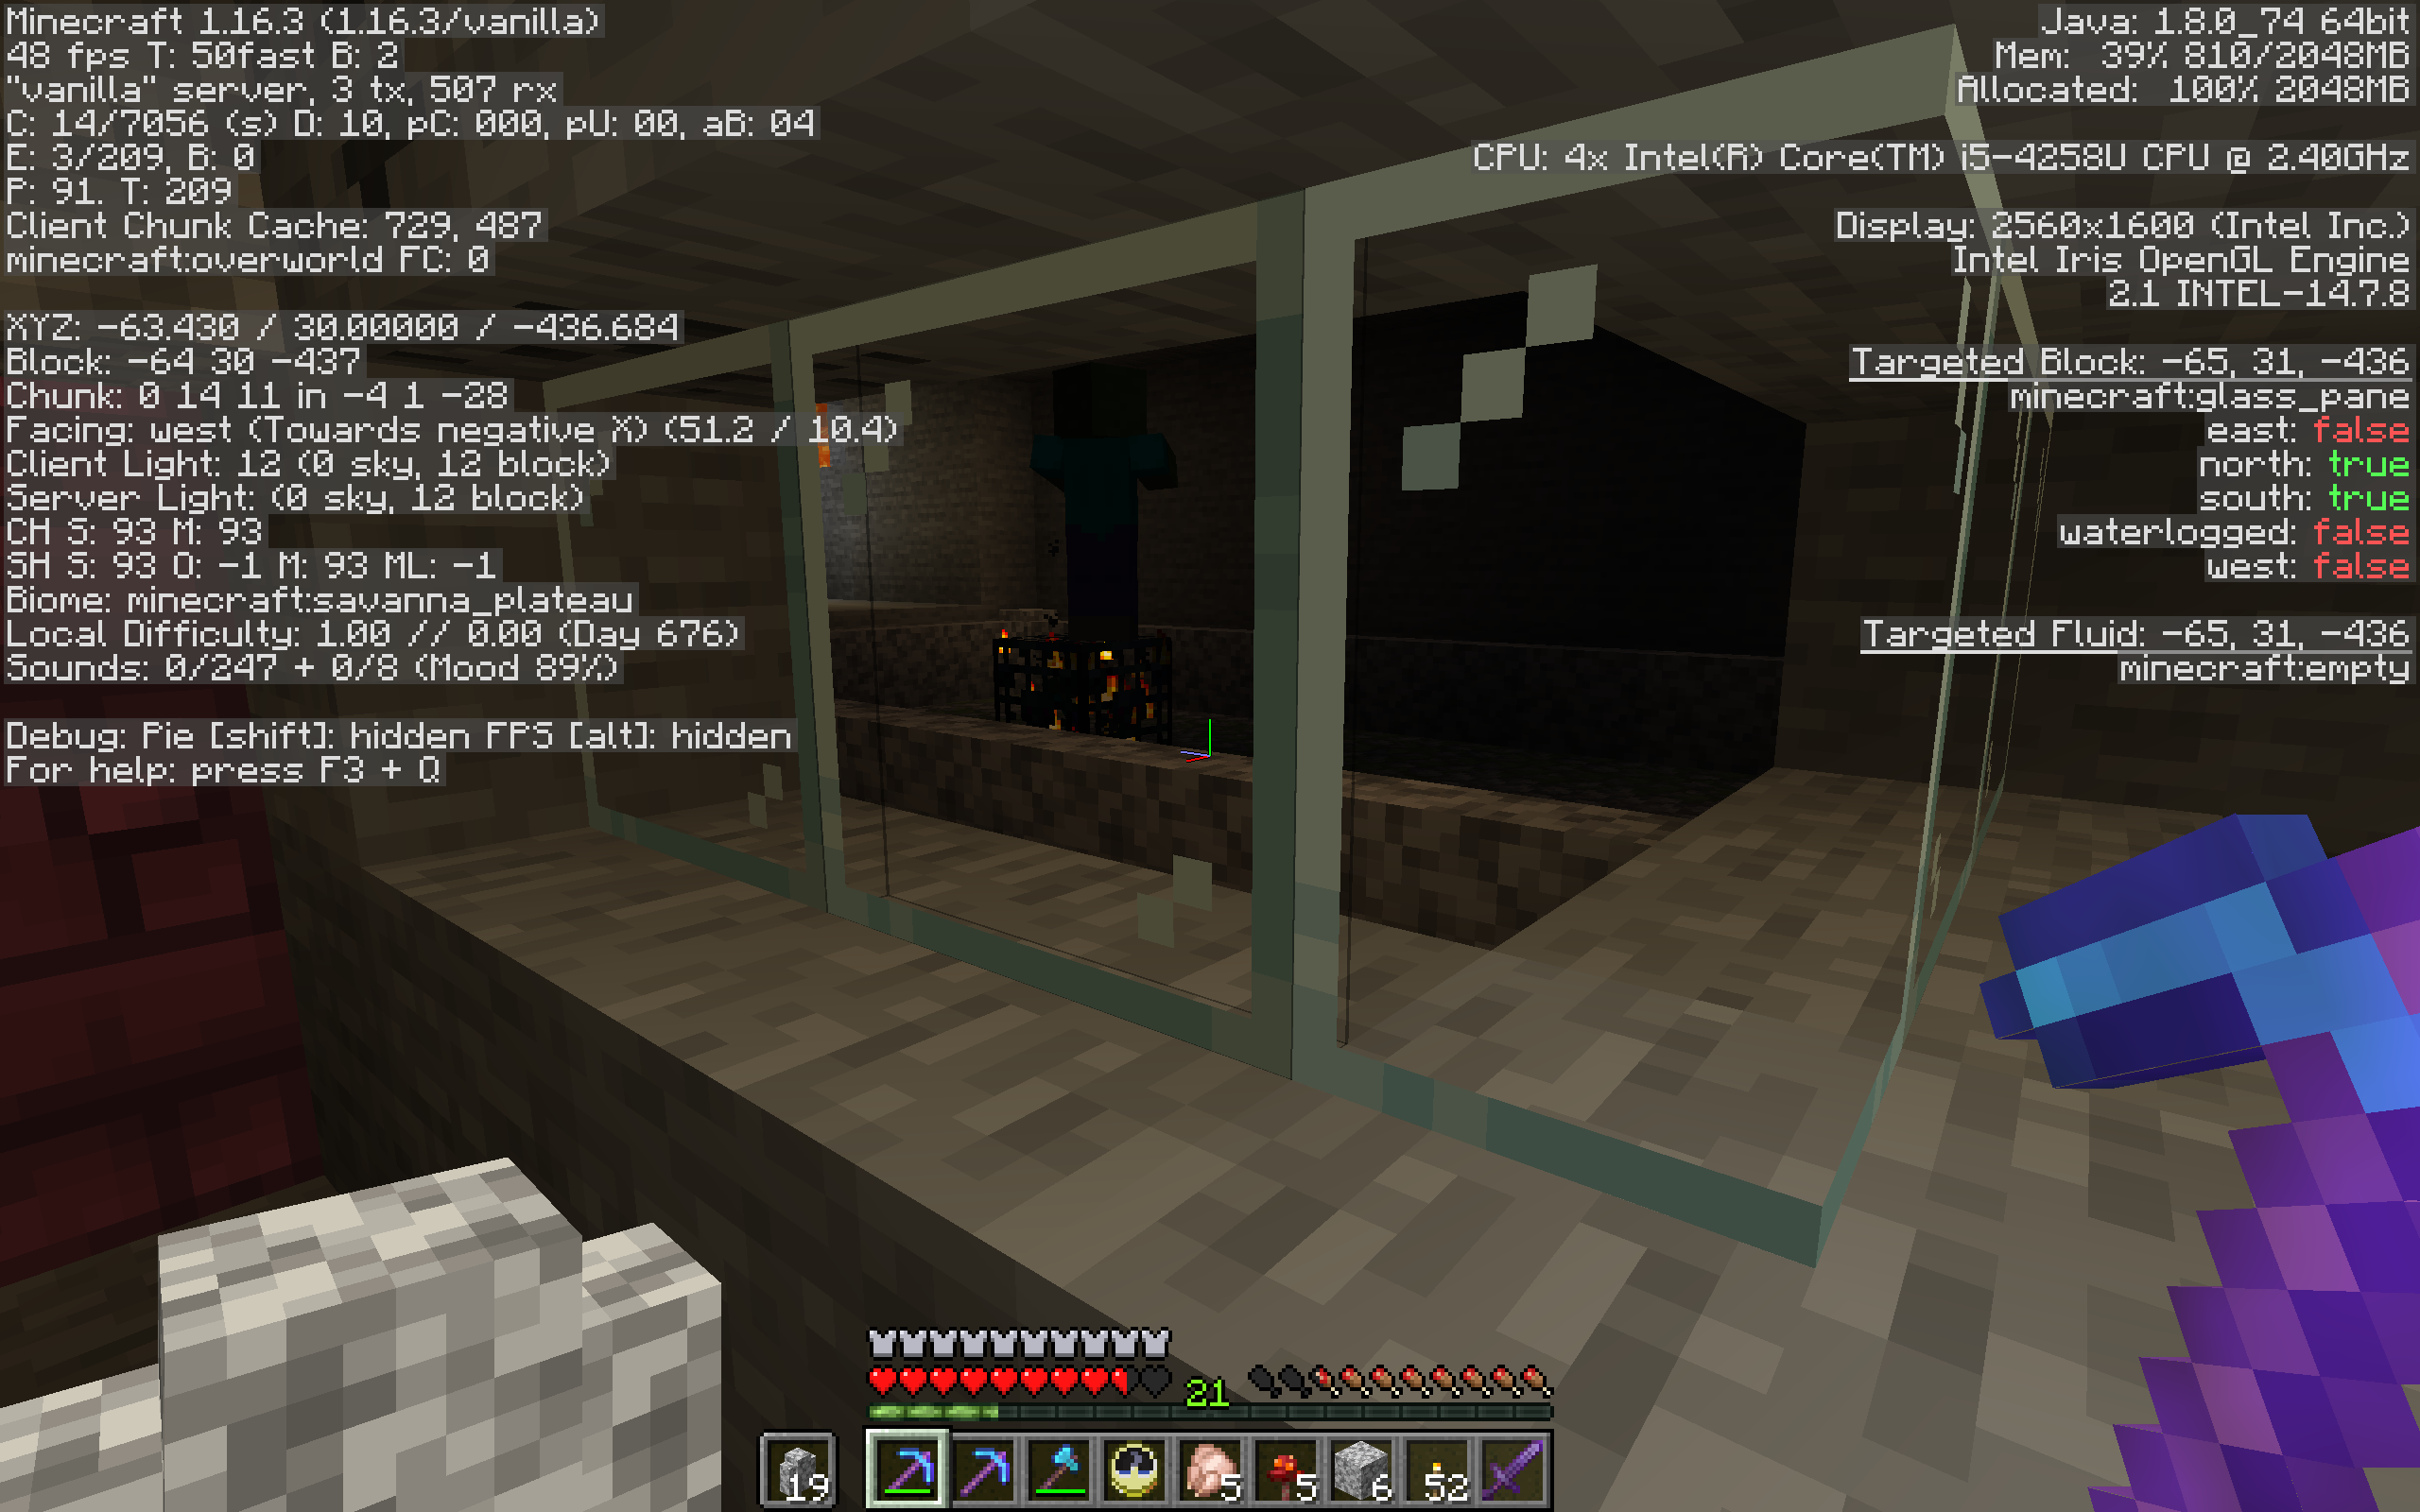 Minecraft 1.16.3 (1.16.3/vanilla)
48 fps T: 50fast B: 2
"vanilla" server, 3 tx, 507 rx
C: 14/7056 (s) D: 10, pC: 000, pU: 00, aB: 04
E: 3/209, B: 0
P: 91. T: 209
Client Chunk Cache: 729, 487
minecraft:overworld FC: 0
XYZ: -63.430 / 30.00000 / -436.684
Block: -64 30 -437
Chunk: 0 14 11 in -4 1 -28
Facing: west (Towards negative X) (51.2 / 10.4)
Client Light: 12 (0 sky, 12 block)
Server Light: (0 sky, 12 block)
CH S: 93 M: 93
SH S: 93 O: -1 M: 93 ML: -1
Biome: minecraft:savanna_plateau
Local Difficulty: 1.00 // 0.00 (Day 676)
Sounds: 0/247 + 0/8 (Mood 89%)
Debug: Pie [shift]: hidden FPS [alt]: hidden
For help: press F3 + Q
Java: 1.8.0_74 64bit
Mem: 39% 810/2048MB
Allocated: 100% 2048MB
CPU: 4x Intel(R) Core(TM) i5-4258U CPU @ 2.40GHz
Display: 2560x1600 (Intel Inc.)
Intel Iris OpenGL Engine
2.1 INTEL-14.7.8
Targeted Block: -65, 31, -436
minecraft:glass_pane
east: false
north: true
south: true
waterlogged: false
west: false
Targeted Fluid: -65, 31, -436
minecraft:empty
21
19 5 5 6 52